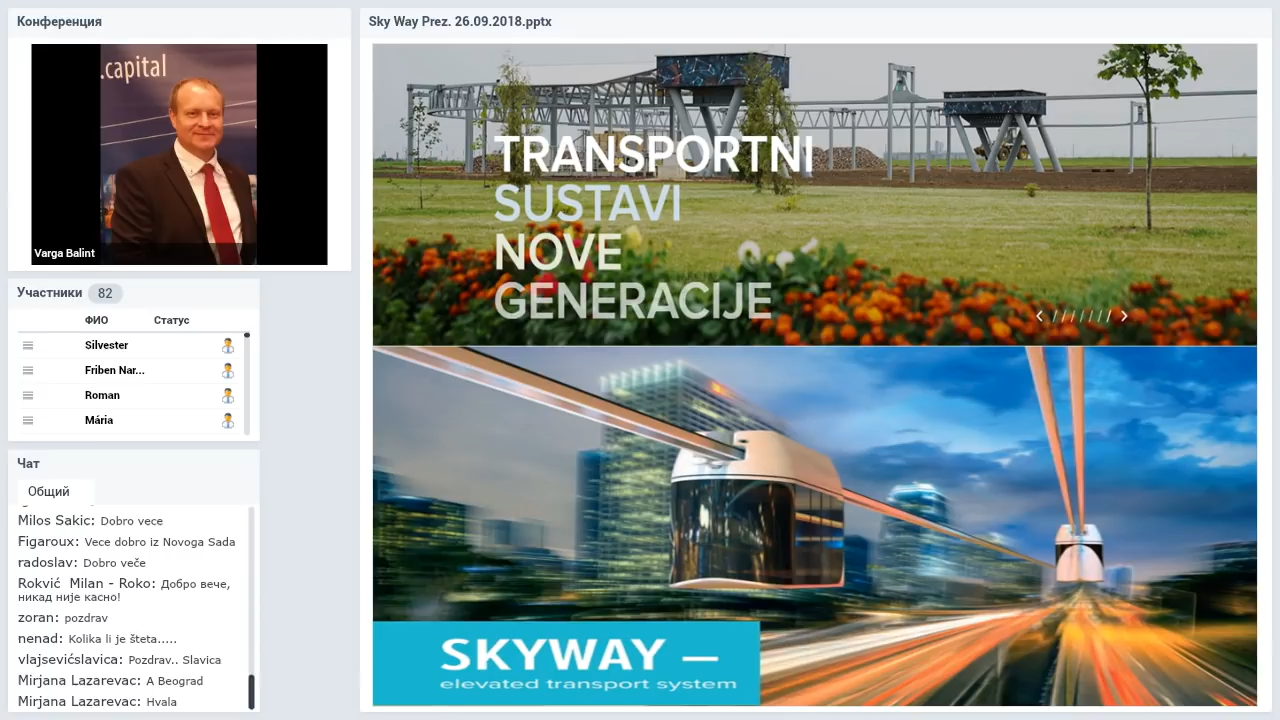 Конференция
.capital
Varga Balint
Участники 82
ФИО Статус
Silvester
Friben Nar...
Roman
Mária
Чат
Общий
Milos Sakic: Dobro vece
Figaroux: Vece dobro iz Novoga Sada
radoslav: Dobro veče
Rokvić Milan - Roko: Добро вече,
никад није касно!
zoran: pozdrav
nenad: Kolika li je šteta.....
vlajsevićslavica: Pozdrav.. Slavica
Mirjana Lazarevac: A Beograd
Mirjana Lazarevac: Hvala
Sky Way Prez. 26.09.2018.pptx
TRANSPORTNI
SUSTAVI
NOVE
GENERACIJE
SKYWAY —
elevated transport system